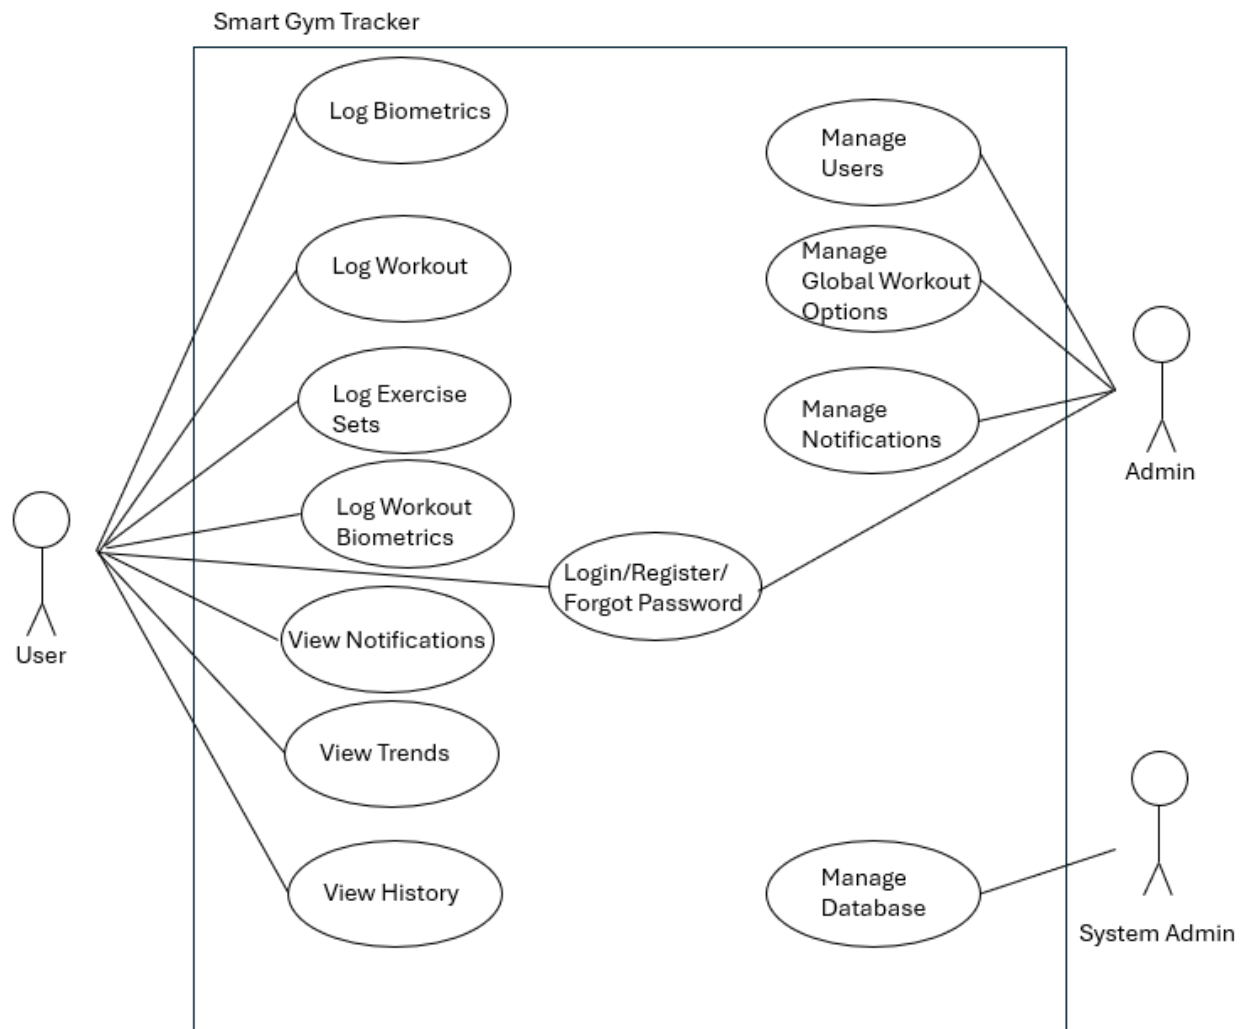 Smart Gym Tracker
Log Biometrics
Log Workout
Log Exercise
Sets
Log Workout
Biometrics
View Notifications
View Trends
View History
Login/Register/
Forgot Password
Manage
Users
Manage
Global Workout
Options
Manage
Notifications
Manage
Database
User
Admin
System Admin